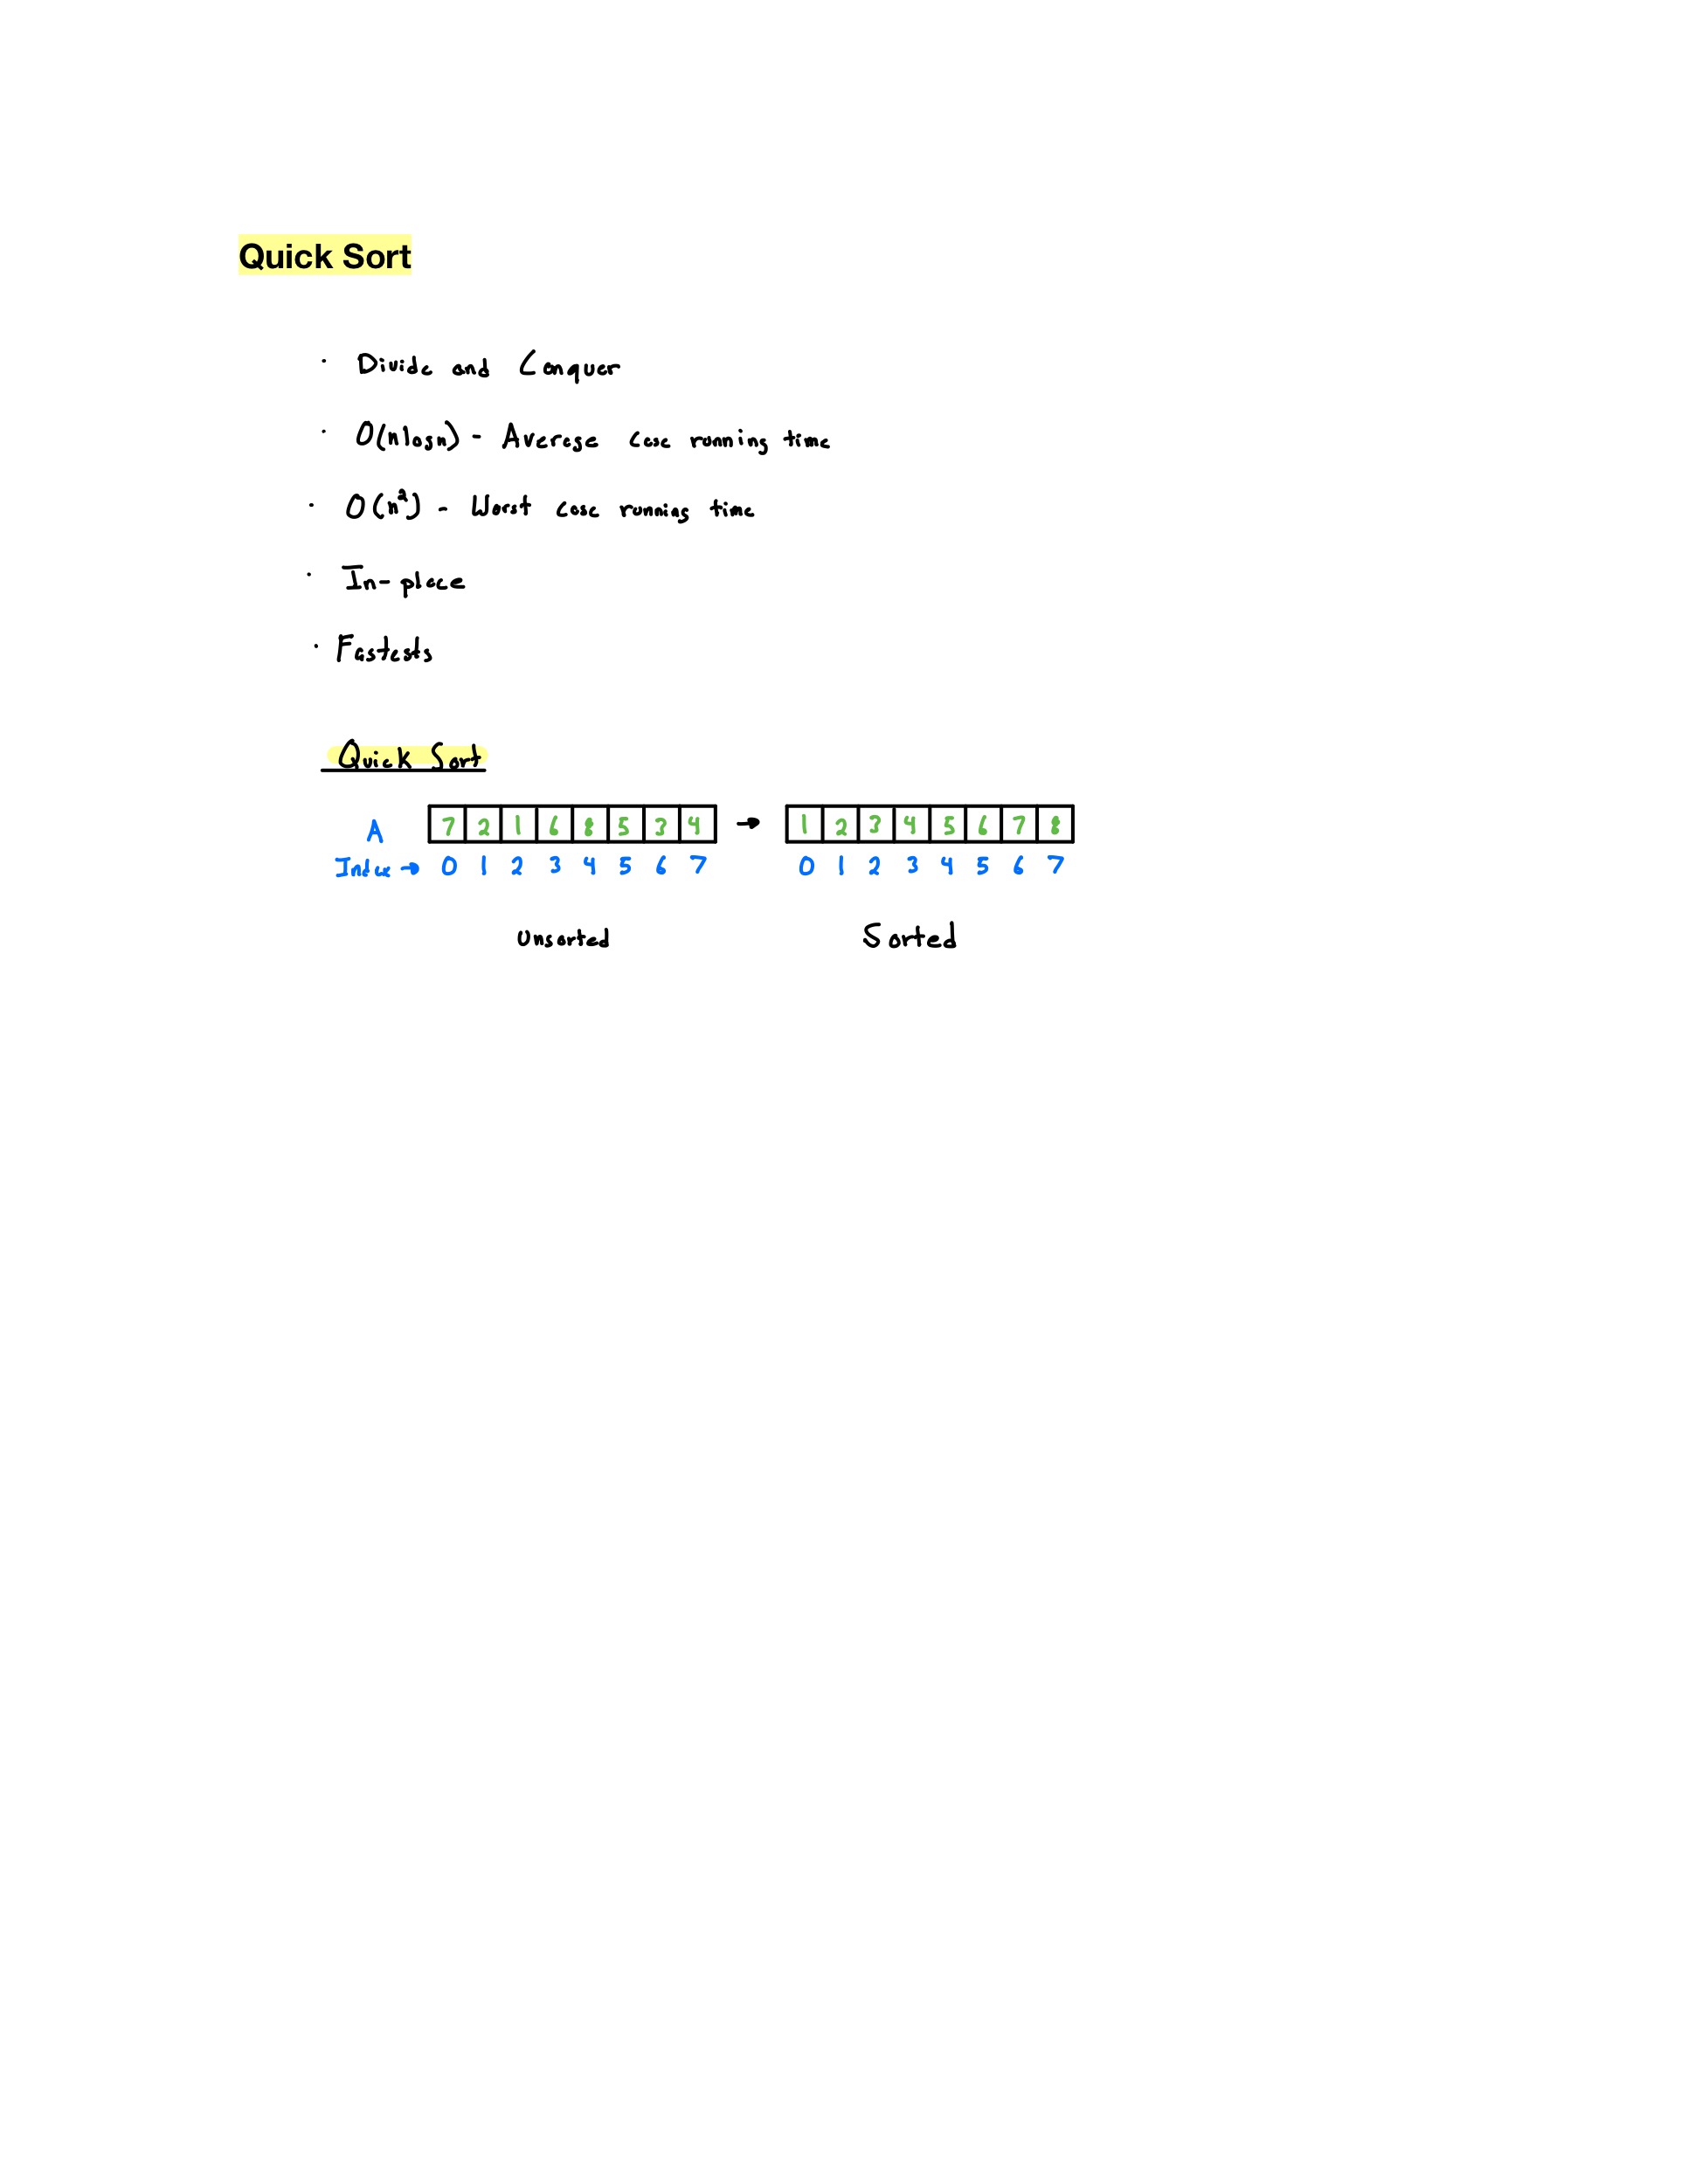 Quick Sort
· Divide and Conquer
· O(nlogn) - Average case running time
· O(n²) - Worst case running time
· In-place
· Fastests
Quick Sort
A 7 2 1 6 8 5 3 4 → 1 2 3 4 5 6 7 8
Index → 0 1 2 3 4 5 6 7 0 1 2 3 4 5 6 7
Unsorted Sorted